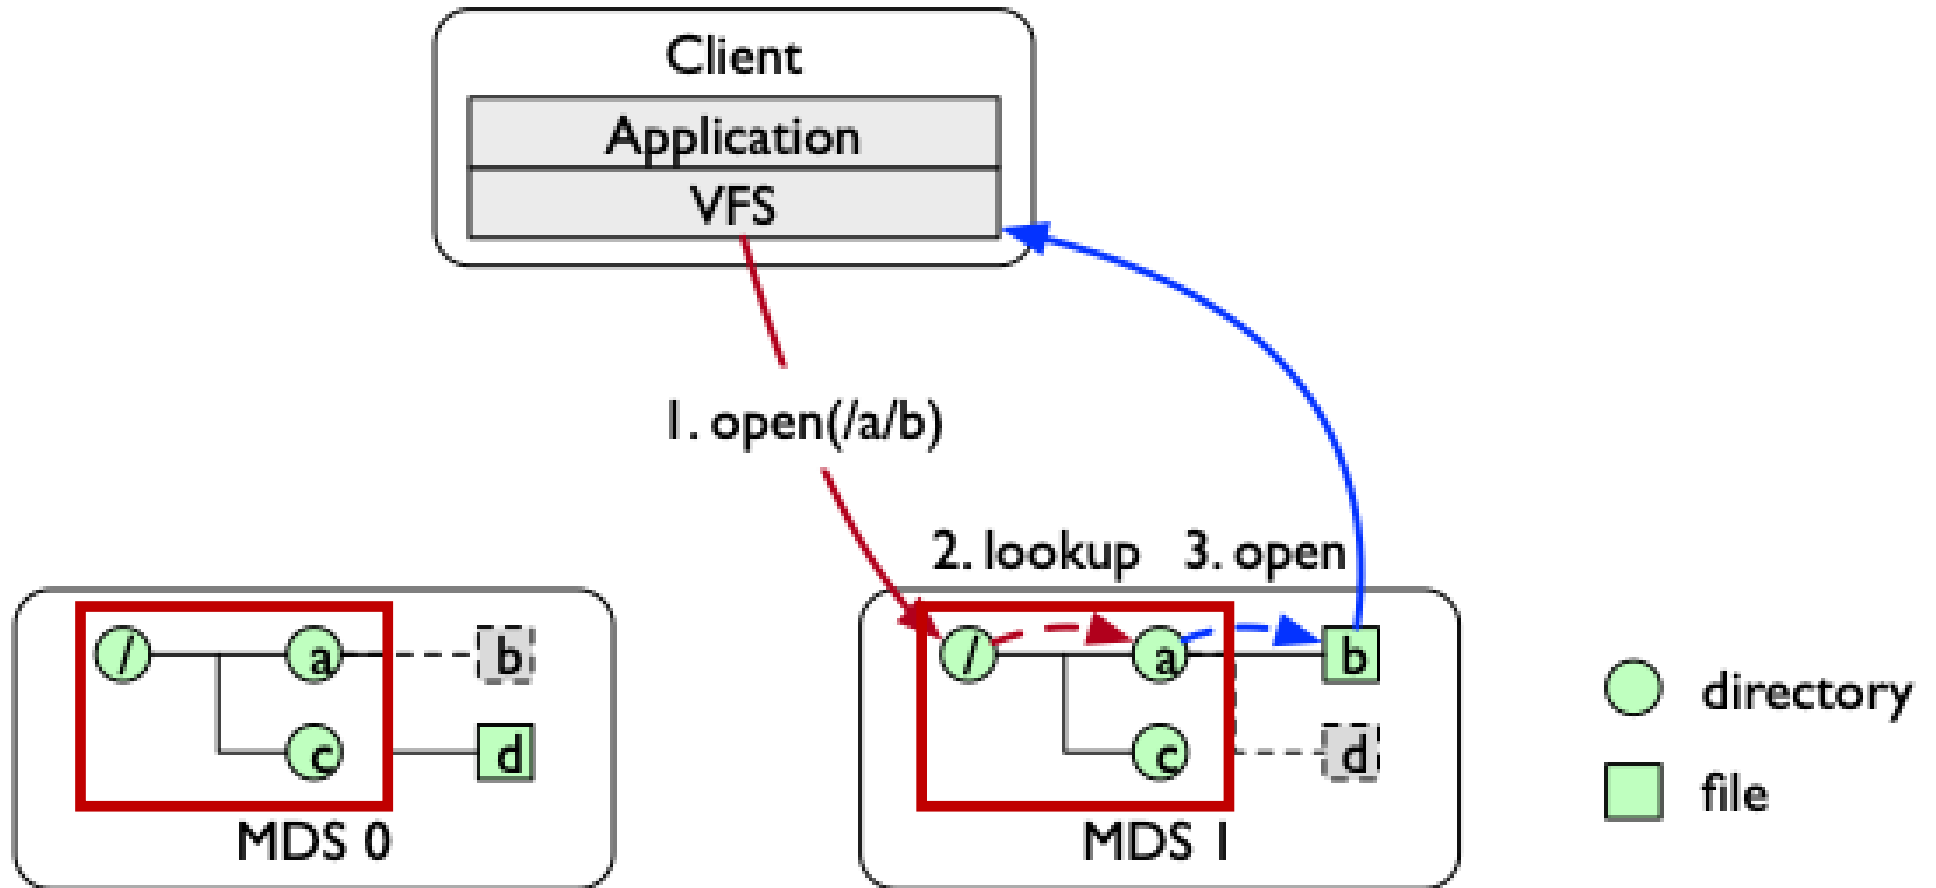 Client
Application
VFS
1. open(/a/b)
2. lookup 3. open
/ a b
c d
MDS 0
/ a b
c d
MDS 1
directory
file